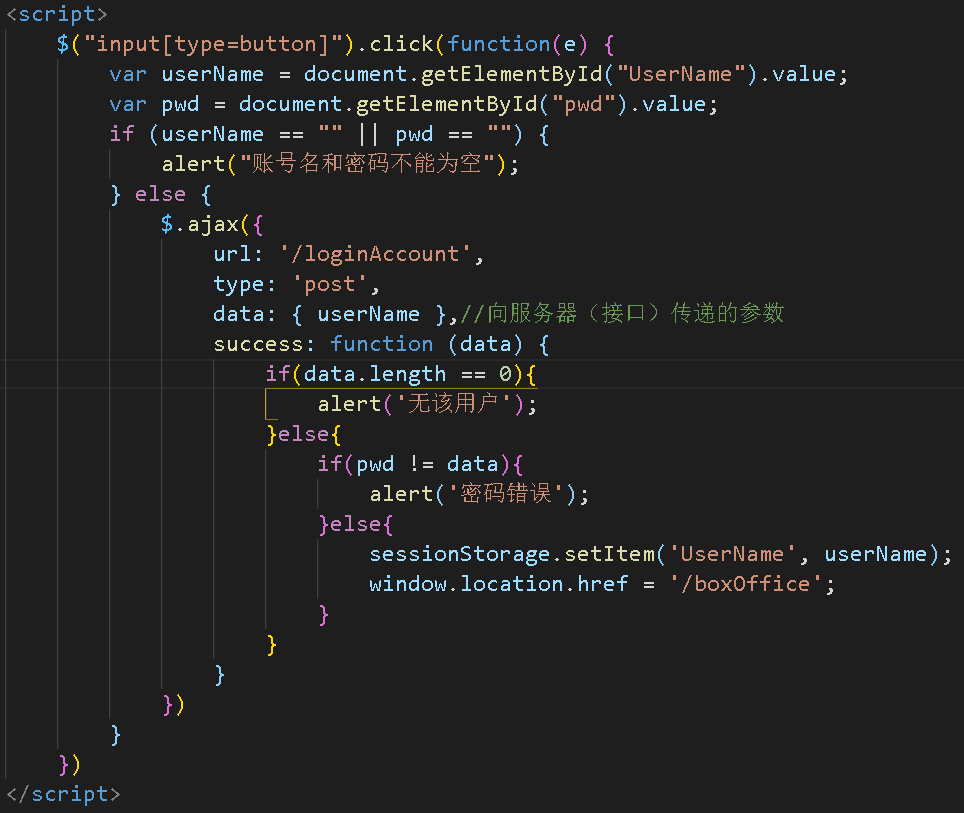 <script>
$("input[type=button]").click(function(e) {
var userName = document.getElementById("UserName").value;
var pwd = document.getElementById("pwd").value;
if (userName == "" || pwd == "") {
alert("账号名和密码不能为空");
} else {
$.ajax({
url: '/loginAccount',
type: 'post',
data: { userName },//向服务器（接口）传递的参数
success: function (data) {
if(data.length == 0){
alert('无该用户');
}else{
if(pwd != data){
alert('密码错误');
}else{
sessionStorage.setItem('UserName', userName);
window.location.href = '/boxOffice';
}
}
}
})
}
})
</script>